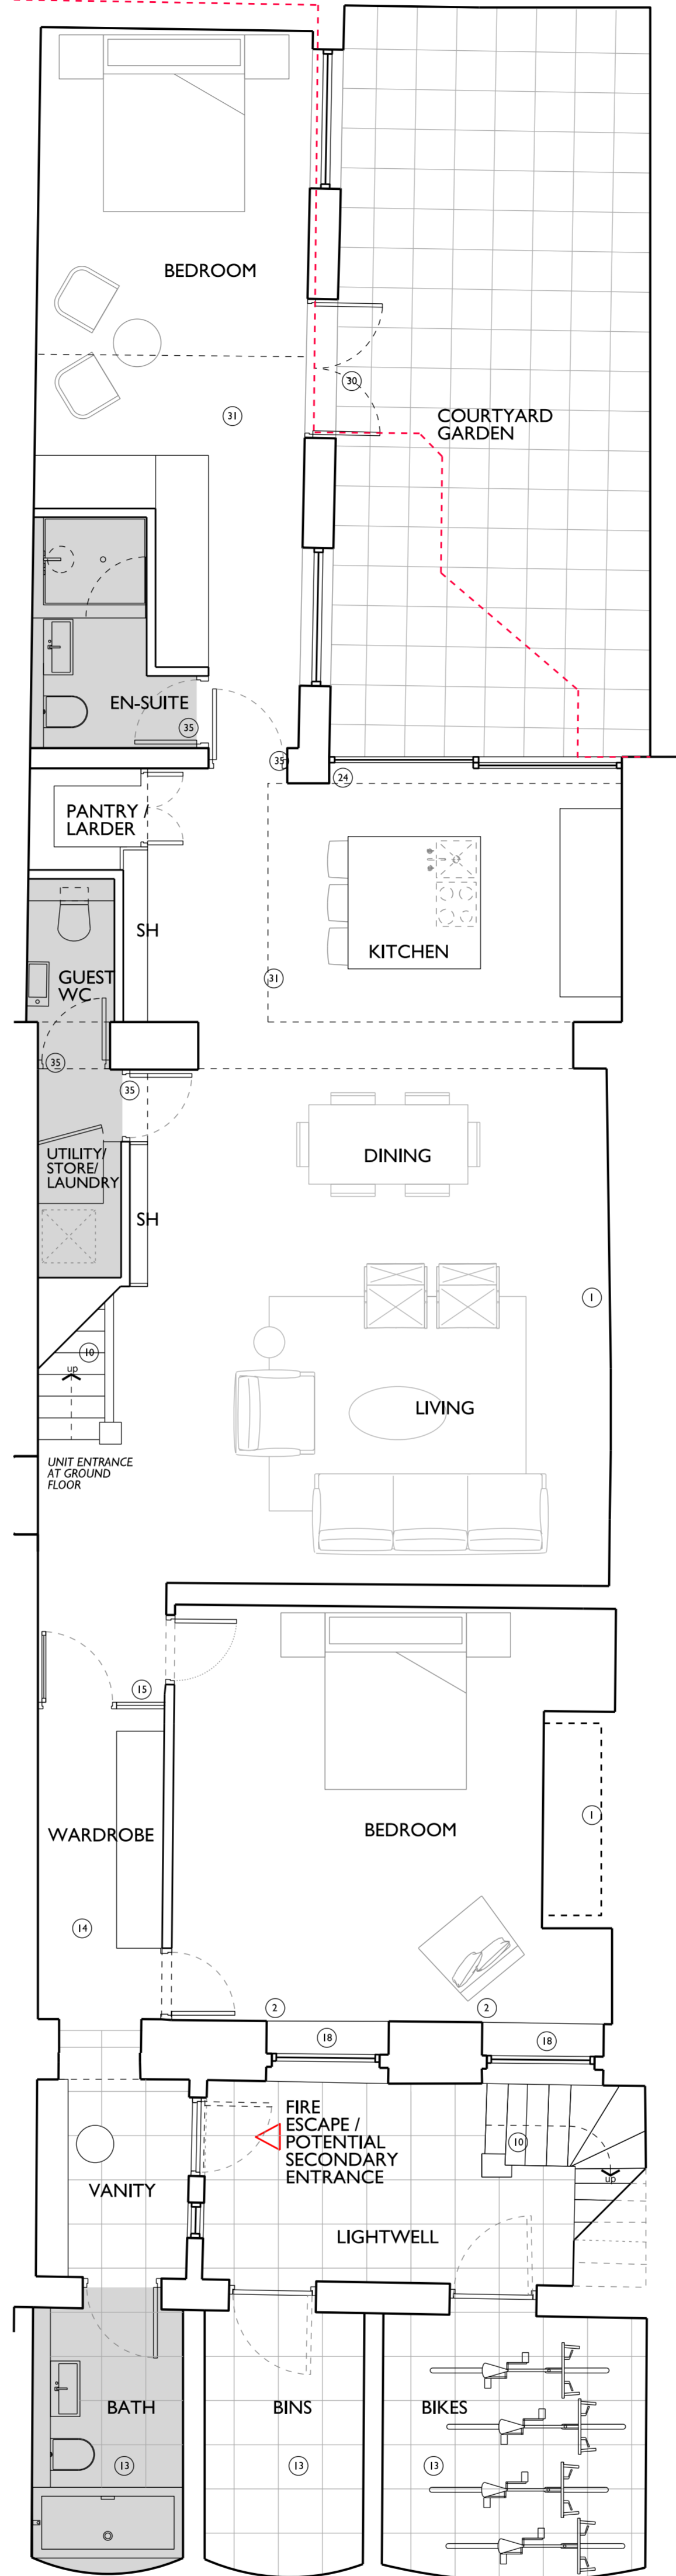 BEDROOM
30
31
COURTYARD
GARDEN
EN-SUITE
35
35
24
PANTRY /
LARDER
SH
KITCHEN
GUEST
WC
31
35
35
DINING
UTILITY/
STORE/
LAUNDRY
SH
1
10
up
LIVING
UNIT ENTRANCE
AT GROUND
FLOOR
15
1
WARDROBE
BEDROOM
14
2
2
18
18
FIRE
ESCAPE /
POTENTIAL
SECONDARY
ENTRANCE
10
up
VANITY
LIGHTWELL
BATH
BINS
BIKES
13
13
13